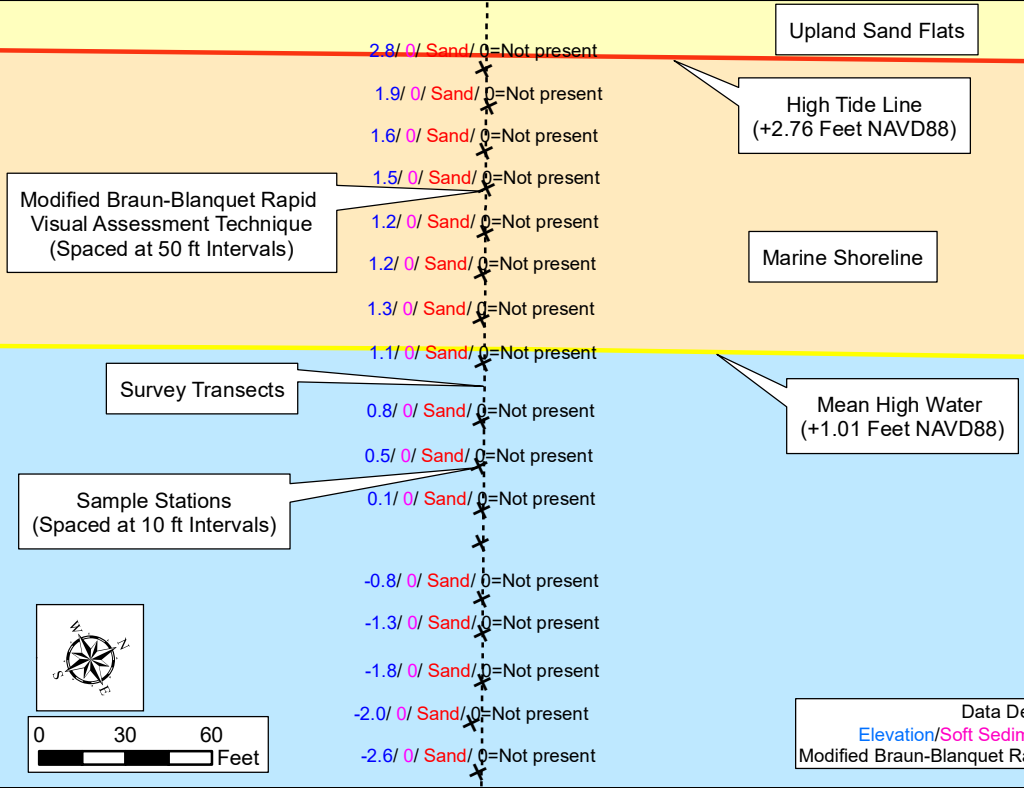 Upland Sand Flats
2.8/ 0/ Sand/ 0=Not present
1.9/ 0/ Sand/ 0=Not present
High Tide Line
(+2.76 Feet NAVD88)
1.6/ 0/ Sand/ 0=Not present
1.5/ 0/ Sand/ 0=Not present
Modified Braun-Blanquet Rapid
Visual Assessment Technique
(Spaced at 50 ft Intervals)
1.2/ 0/ Sand/ 0=Not present
1.2/ 0/ Sand/ 0=Not present
Marine Shoreline
1.3/ 0/ Sand/ 0=Not present
1.1/ 0/ Sand/ 0=Not present
Survey Transects
Mean High Water
(+1.01 Feet NAVD88)
0.8/ 0/ Sand/ 0=Not present
0.5/ 0/ Sand/ 0=Not present
Sample Stations
(Spaced at 10 ft Intervals)
0.1/ 0/ Sand/ 0=Not present
-0.8/ 0/ Sand/ 0=Not present
-1.3/ 0/ Sand/ 0=Not present
-1.8/ 0/ Sand/ 0=Not present
-2.0/ 0/ Sand/ 0=Not present
-2.6/ 0/ Sand/ 0=Not present
W
N
S
E
0 30 60
Feet
Data De
Elevation/Soft Sedim
Modified Braun-Blanquet Ra